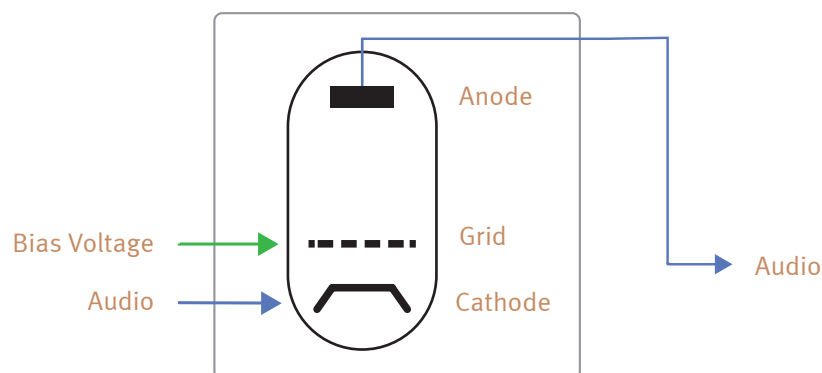 Anode
Bias Voltage
Grid
Audio
Audio
Cathode